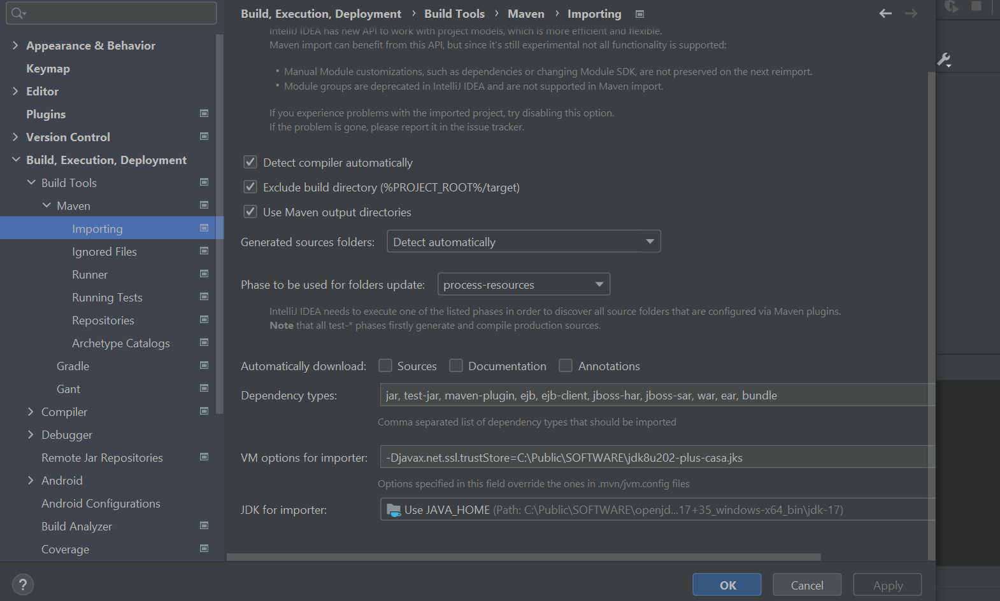 Appearance & Behavior
Keymap
Editor
Plugins
Version Control
Build, Execution, Deployment
Build Tools
Maven
Importing
Ignored Files
Runner
Running Tests
Repositories
Archetype Catalogs
Gradle
Gant
Compiler
Debugger
Remote Jar Repositories
Android
Android Configurations
Build Analyzer
Coverage
Build, Execution, Deployment › Build Tools › Maven › Importing
IntelliJ IDEA has new API to work with project models, which is more efficient and flexible.
Maven import can benefit from this API, but since it's still experimental not all functionality is supported:
• Manual Module customizations, such as dependencies or changing Module SDK, are not preserved on the next reimport.
• Module groups are deprecated in IntelliJ IDEA and are not supported in Maven import.
If you experience problems with the imported project, try disabling this option.
If the problem is gone, please report it in the issue tracker.
Detect compiler automatically
Exclude build directory (%PROJECT_ROOT%/target)
Use Maven output directories
Generated sources folders: Detect automatically
Phase to be used for folders update: process-resources
IntelliJ IDEA needs to execute one of the listed phases in order to discover all source folders that are configured via Maven plugins.
Note that all test-* phases firstly generate and compile production sources.
Automatically download: Sources Documentation Annotations
Dependency types: jar, test-jar, maven-plugin, ejb, ejb-client, jboss-har, jboss-sar, war, ear, bundle
Comma separated list of dependency types that should be imported
VM options for importer: -Djavax.net.ssl.trustStore=C:\Public\SOFTWARE\jdk8u202-plus-casa.jks
Options specified in this field override the ones in .mvn/jvm.config files
JDK for importer: Use JAVA_HOME (Path: C:\Public\SOFTWARE\openjd...17+35_windows-x64_bin\jdk-17)
? OK Cancel Apply